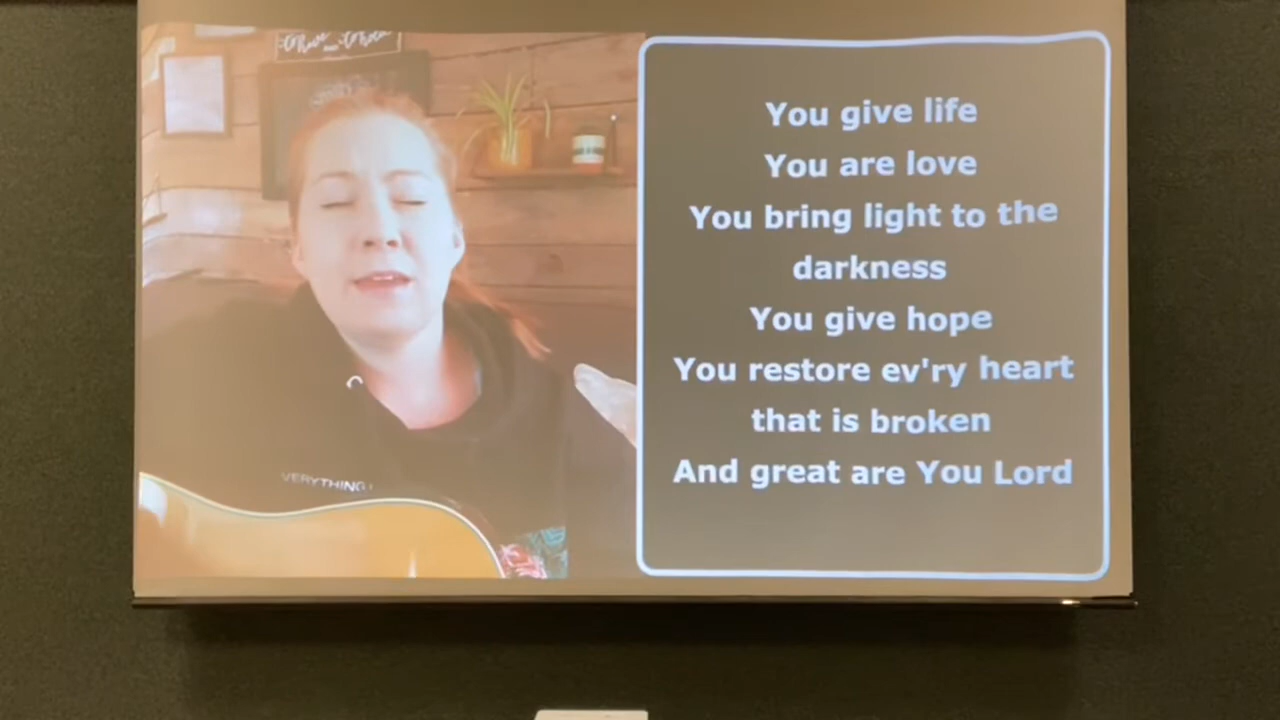 You give life
You are love
You bring light to the
darkness
You give hope
You restore ev'ry heart
that is broken
And great are You Lord
VERYTHING